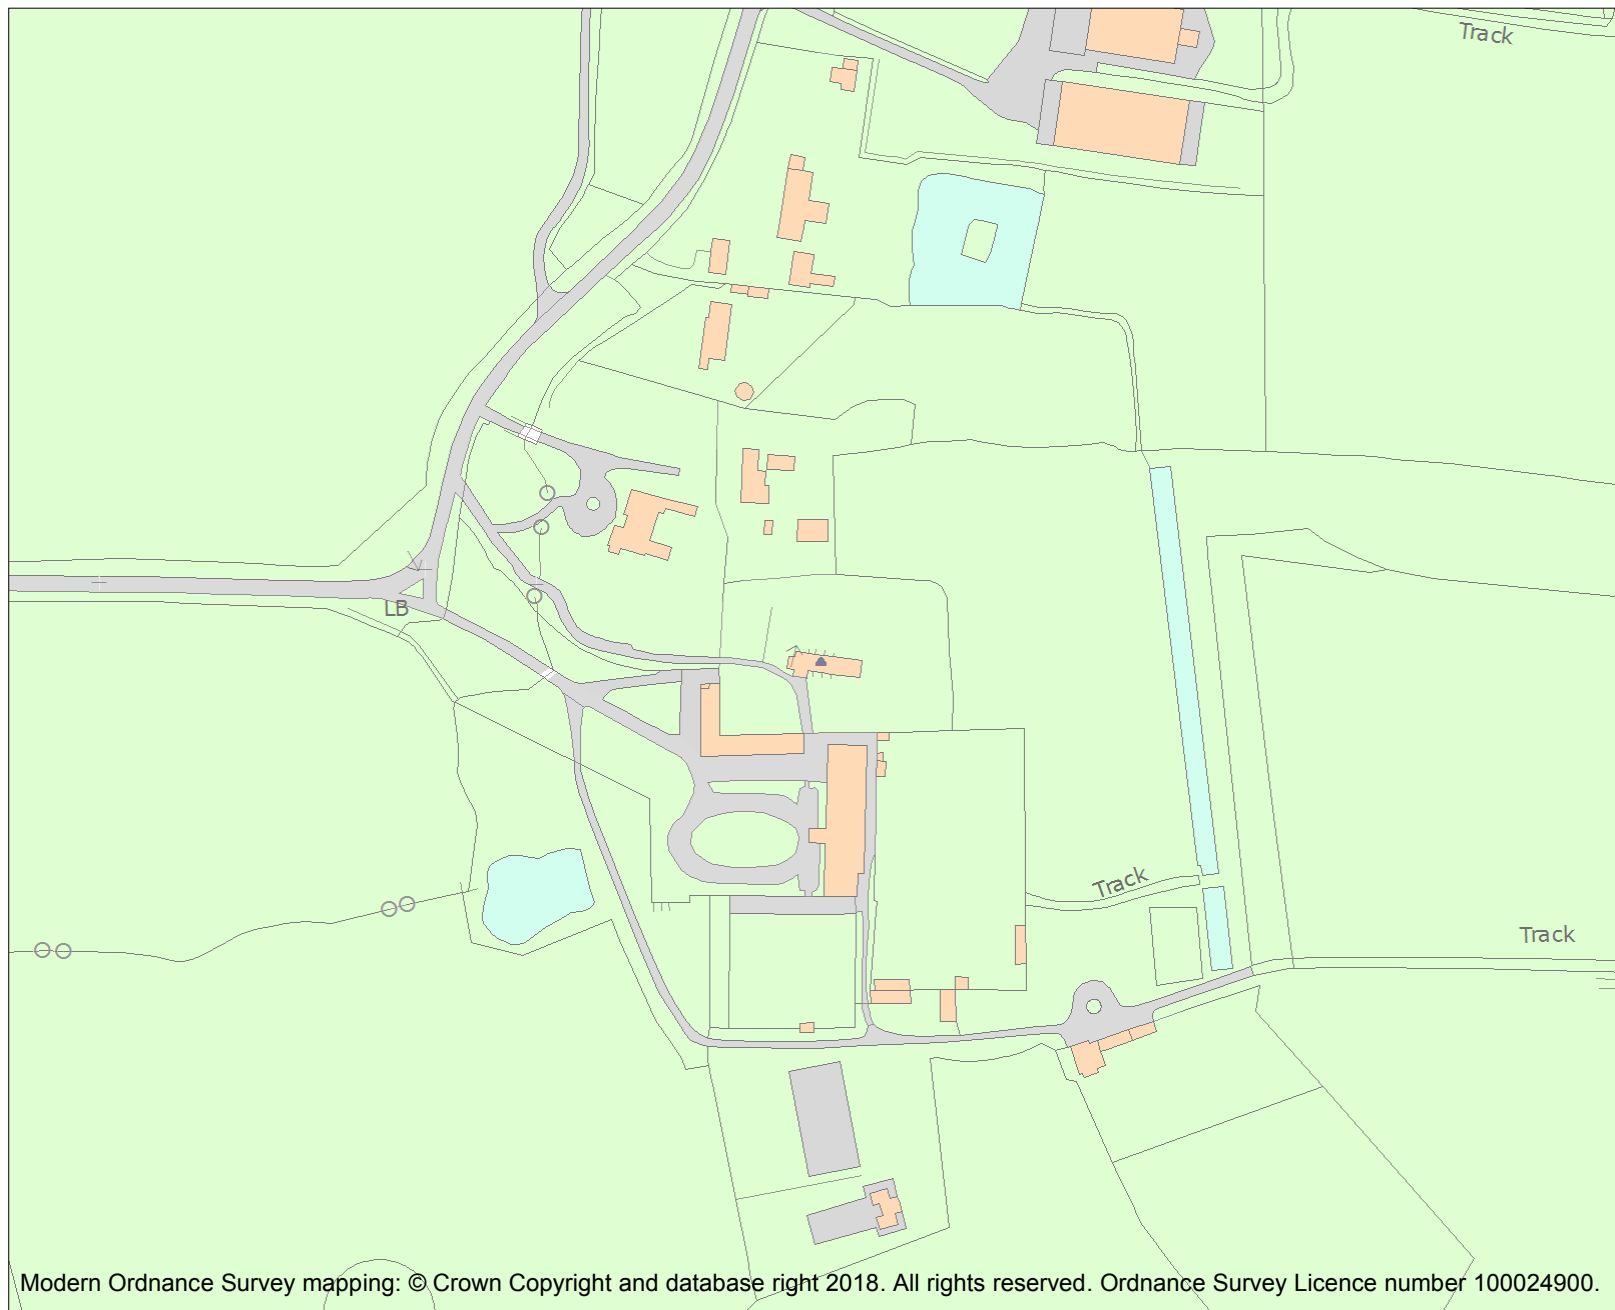 Track
LB
Track
Track
Modern Ordnance Survey mapping: © Crown Copyright and database right 2018. All rights reserved. Ordnance Survey Licence number 100024900.